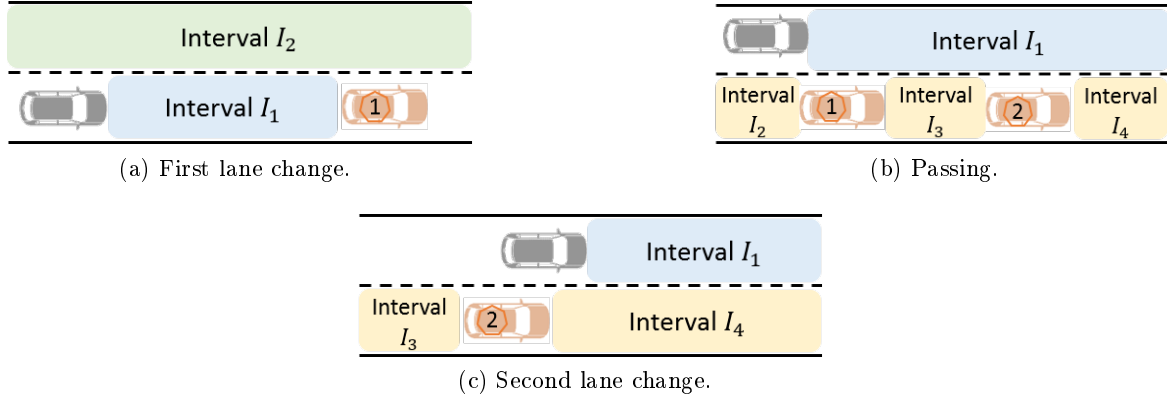 Interval I₂
Interval I₁
1
(a) First lane change.
Interval I₁
Interval
I₂
1
Interval
I₃
2
Interval
I₄
(b) Passing.
Interval I₁
Interval
I₃
2
Interval I₄
(c) Second lane change.